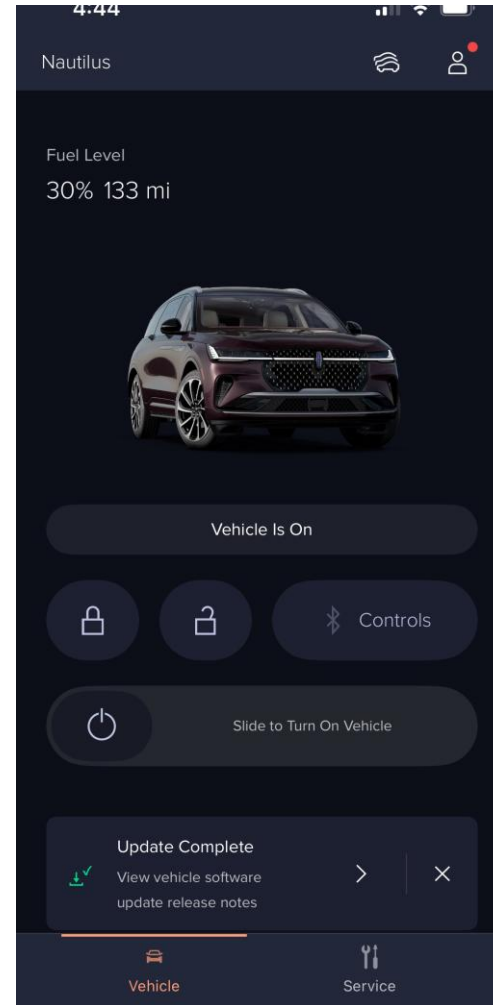 4:44
Nautilus
Fuel Level
30% 133 mi
Vehicle Is On
Controls
Slide to Turn On Vehicle
Update Complete
View vehicle software
update release notes
Vehicle
Service